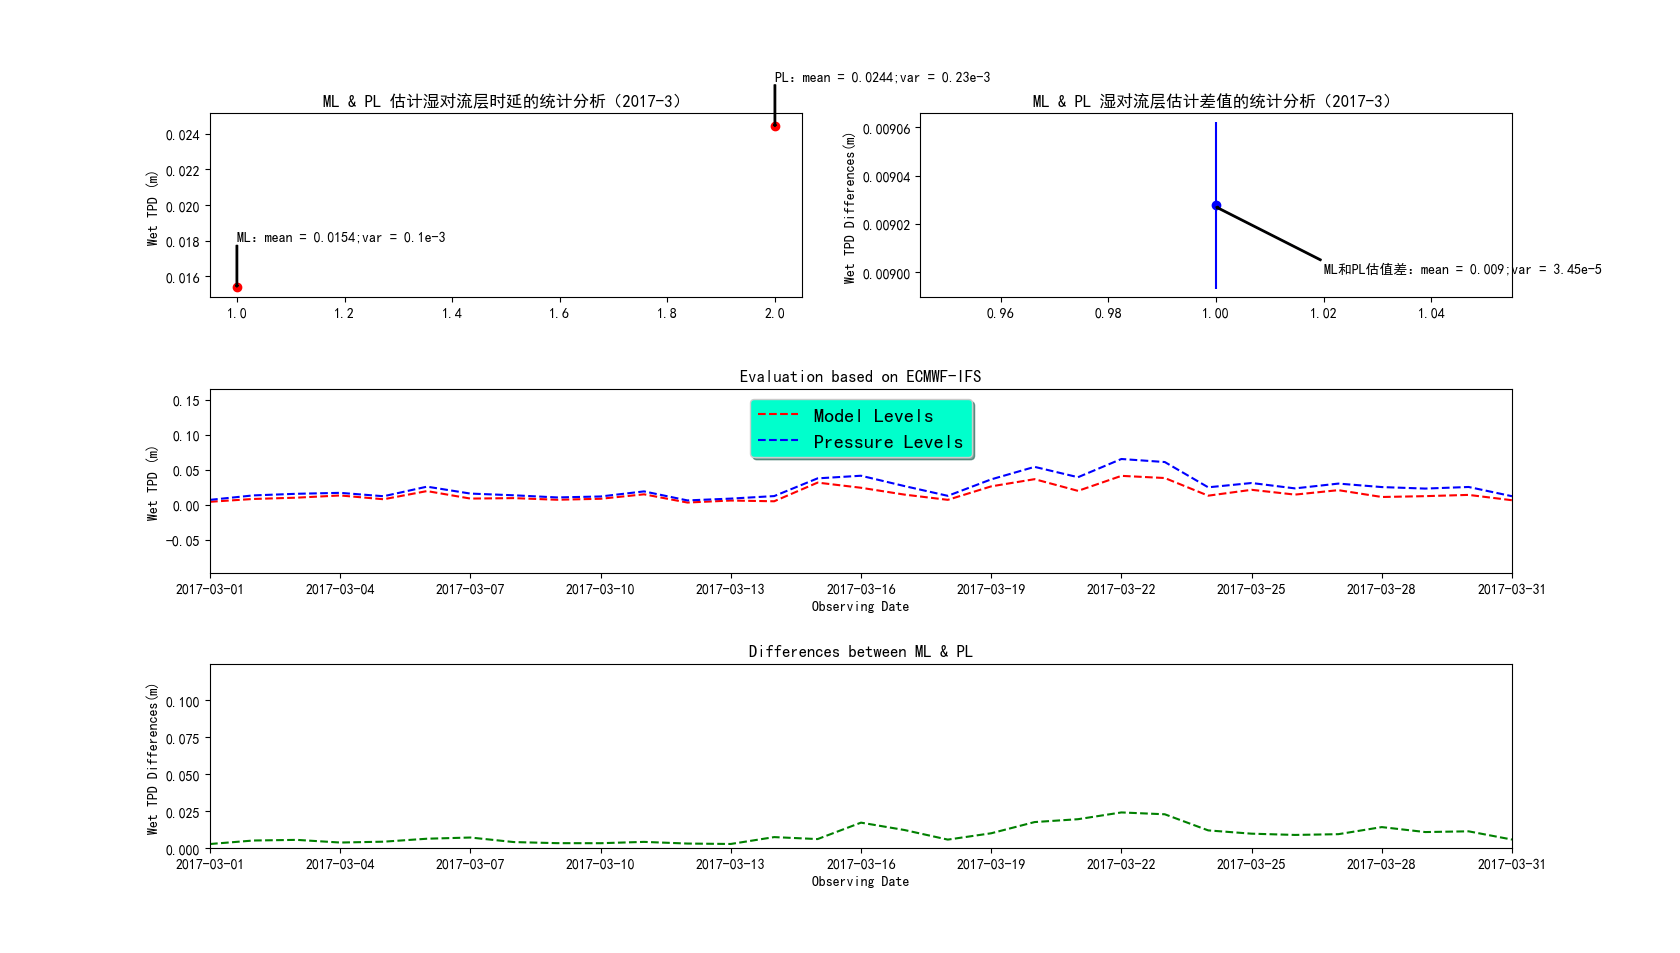 PL：mean = 0.0244;var = 0.23e-3
ML & PL 估计湿对流层时延的统计分析（2017-3）
Wet TPD (m)
0.024
0.022
0.020
0.018
0.016
ML：mean = 0.0154;var = 0.1e-3
1.0 1.2 1.4 1.6 1.8 2.0
ML & PL 湿对流层估计差值的统计分析（2017-3）
Wet TPD Differences(m)
0.00906
0.00904
0.00902
0.00900
ML和PL估值差：mean = 0.009;var = 3.45e-5
0.96 0.98 1.00 1.02 1.04
Evaluation based on ECMWF-IFS
Wet TPD (m)
0.15
0.10
0.05
0.00
−0.05
Model Levels
Pressure Levels
2017-03-01 2017-03-04 2017-03-07 2017-03-10 2017-03-13 2017-03-16 2017-03-19 2017-03-22 2017-03-25 2017-03-28 2017-03-31
Observing Date
Differences between ML & PL
Wet TPD Differences(m)
0.100
0.075
0.050
0.025
0.000
2017-03-01 2017-03-04 2017-03-07 2017-03-10 2017-03-13 2017-03-16 2017-03-19 2017-03-22 2017-03-25 2017-03-28 2017-03-31
Observing Date